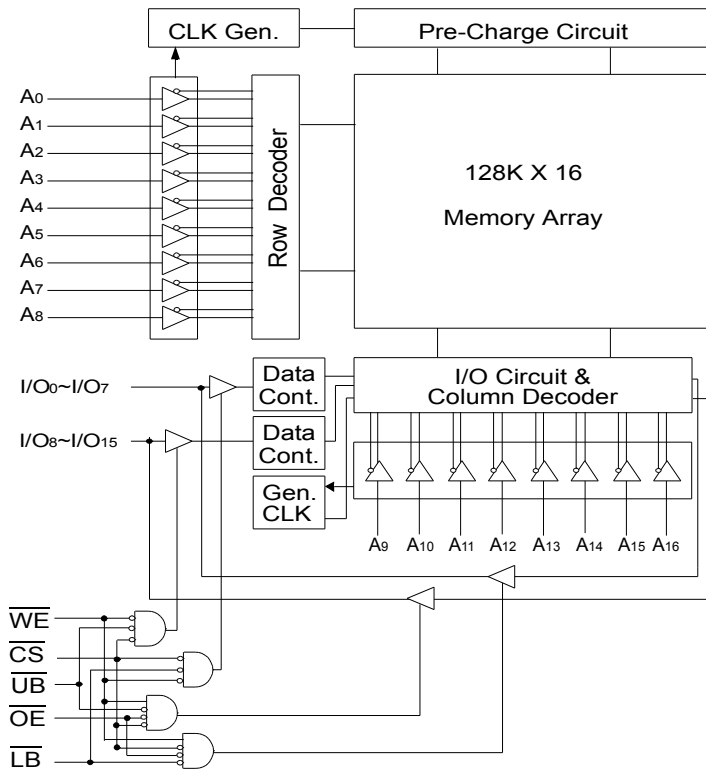 CLK Gen.
Pre-Charge Circuit
A0
A1
A2
A3
A4
A5
A6
A7
A8
Row Decoder
128K X 16
Memory Array
I/O0~I/O7
Data
Cont.
I/O Circuit &
Column Decoder
I/O8~I/O15
Data
Cont.
Gen.
CLK
A9 A10 A11 A12 A13 A14 A15 A16
WE
CS
UB
OE
LB